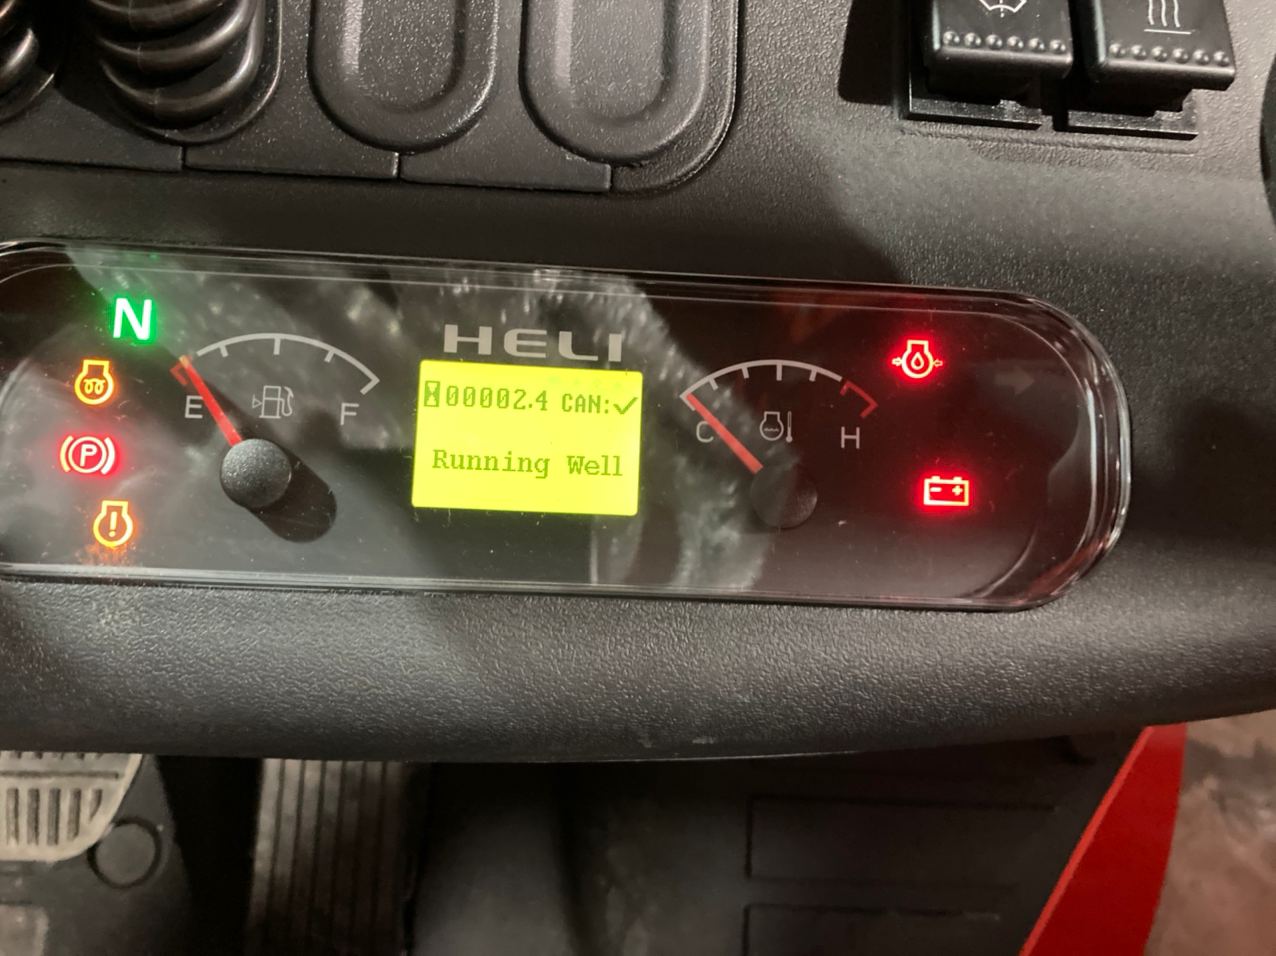 N
HELI
00002.4 CAN:✓
Running Well
E
F
C
H
P
!
- +